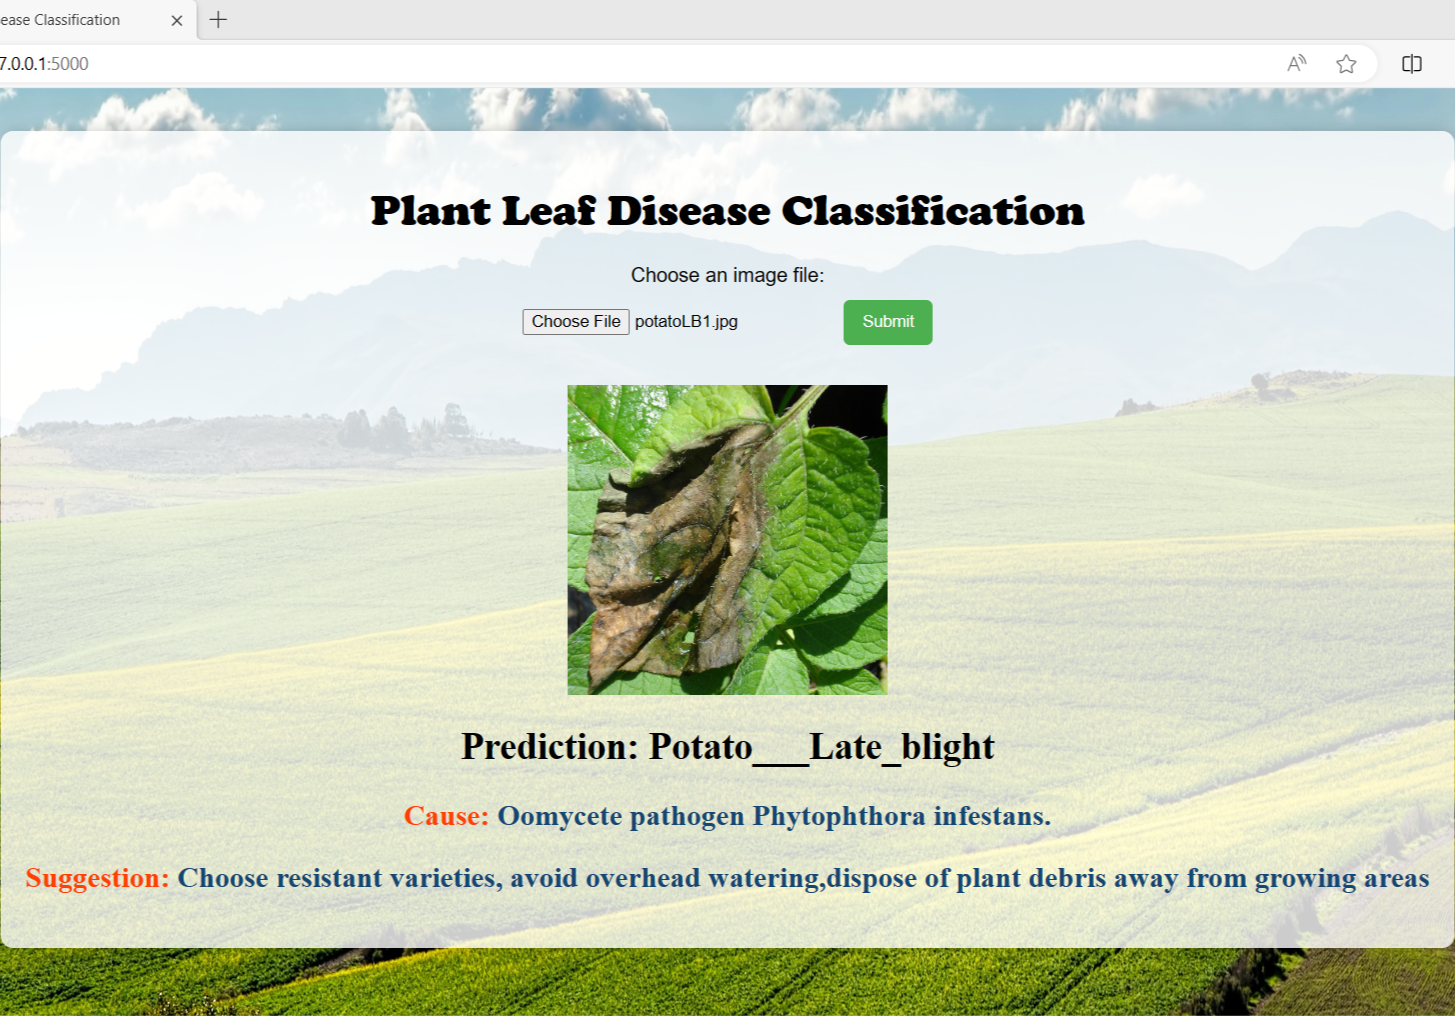 ease Classification
7.0.0.1:5000
Plant Leaf Disease Classification
Choose an image file:
Choose File potatoLB1.jpg Submit
Prediction: Potato___Late_blight
Cause: Oomycete pathogen Phytophthora infestans.
Suggestion: Choose resistant varieties, avoid overhead watering,dispose of plant debris away from growing areas